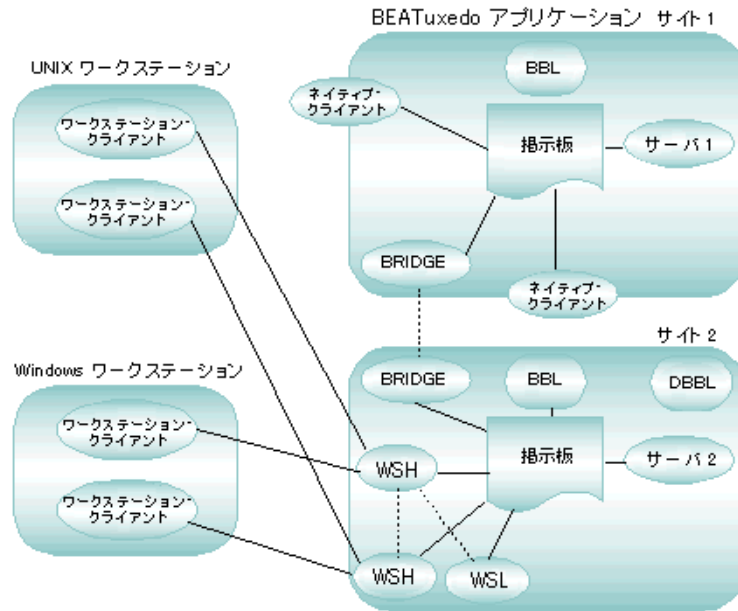 BEATuxedo アプリケーション サイト1
UNIX ワークステーション
ワークステーション・
クライアント
ワークステーション・
クライアント
BBL
ネイティブ・
クライアント
掲示板
サーバ1
BRIDGE
ネイティブ・
クライアント
サイト2
Windows ワークステーション
ワークステーション・
クライアント
ワークステーション・
クライアント
BRIDGE
BBL
DBBL
掲示板
サーバ2
WSH
WSH
WSL